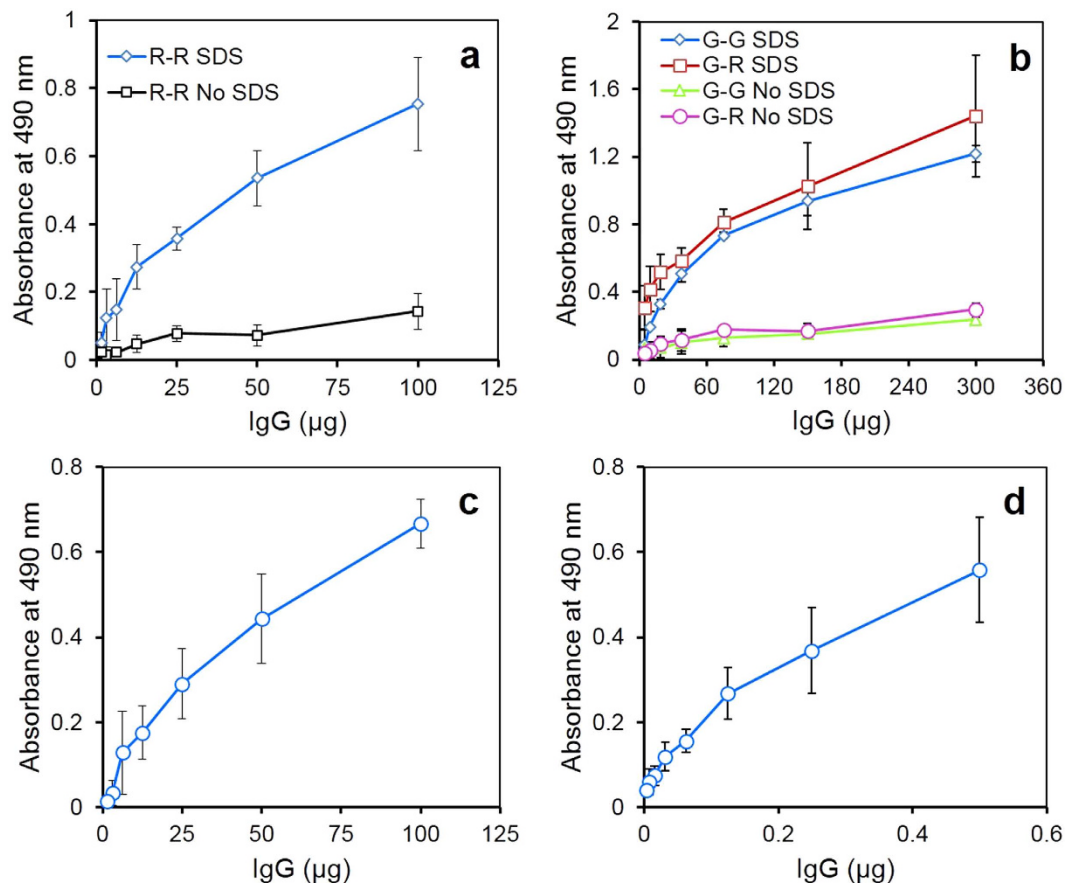 a
R-R SDS
R-R No SDS
Absorbance at 490 nm
1
0.8
0.6
0.4
0.2
0
0 25 50 75 100 125
IgG (µg)
b
G-G SDS
G-R SDS
G-G No SDS
G-R No SDS
Absorbance at 490 nm
2
1.6
1.2
0.8
0.4
0
0 60 120 180 240 300 360
IgG (µg)
c
Absorbance at 490 nm
0.8
0.6
0.4
0.2
0
0 25 50 75 100 125
IgG (µg)
d
Absorbance at 490 nm
0.8
0.6
0.4
0.2
0
0 0.2 0.4 0.6
IgG (µg)